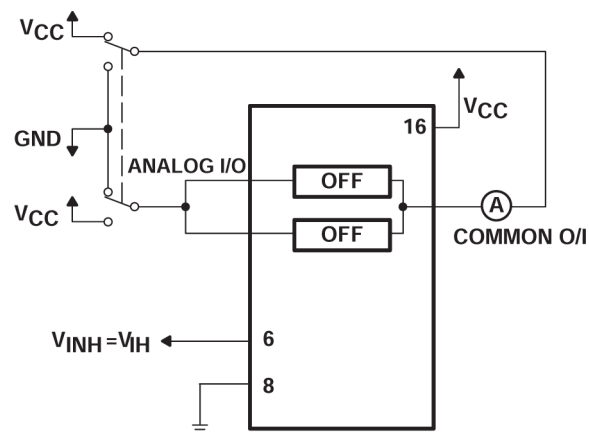 VCC
16
VCC
GND
ANALOG I/O
OFF
VCC
OFF
A
COMMON O/I
VINH =VIH
6
8